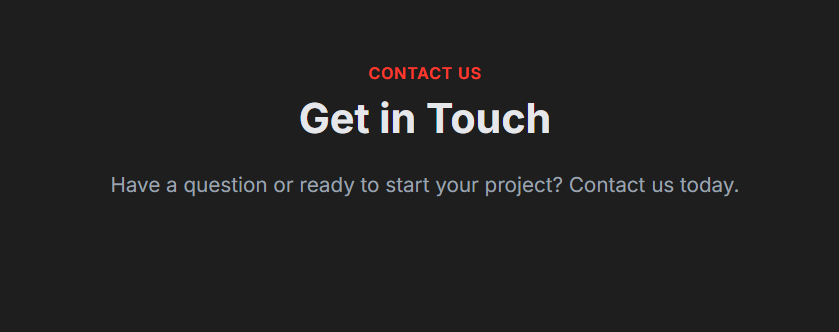 CONTACT US
Get in Touch
Have a question or ready to start your project? Contact us today.